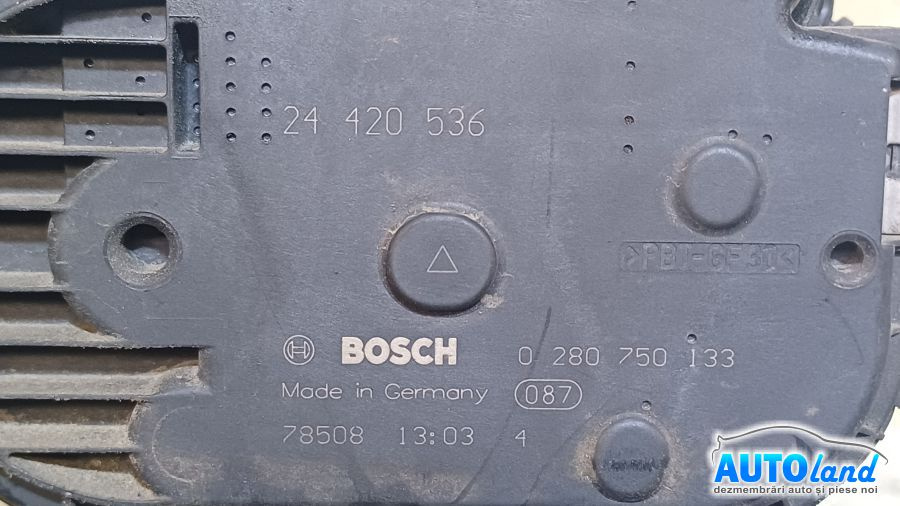 24 420 536
>PBT-GF30<
BOSCH 0 280 750 133
Made in Germany 087
78508 13:03 4
AUTOland
dezmembrări auto și piese noi